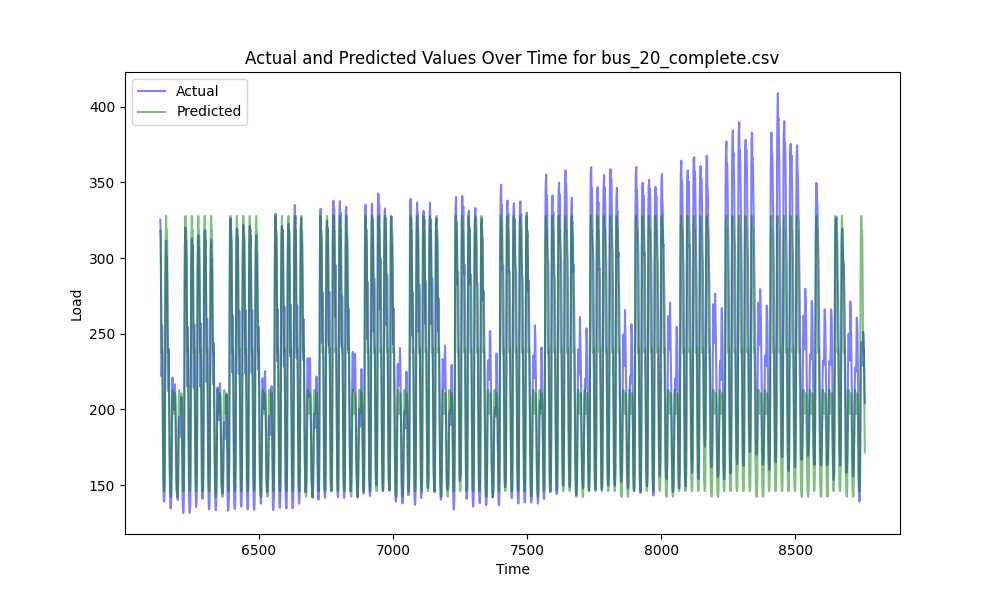 Actual and Predicted Values Over Time for bus_20_complete.csv
Actual
Predicted
400
350
300
250
200
150
Load
6500 7000 7500 8000 8500
Time